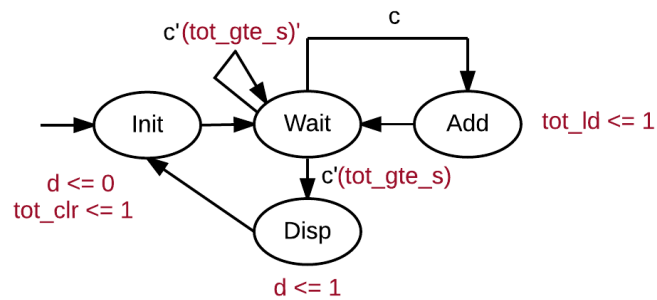 c
c'(tot_gte_s)'
Init
Wait
Add
tot_ld <= 1
c'(tot_gte_s)
d <= 0
tot_clr <= 1
Disp
d <= 1